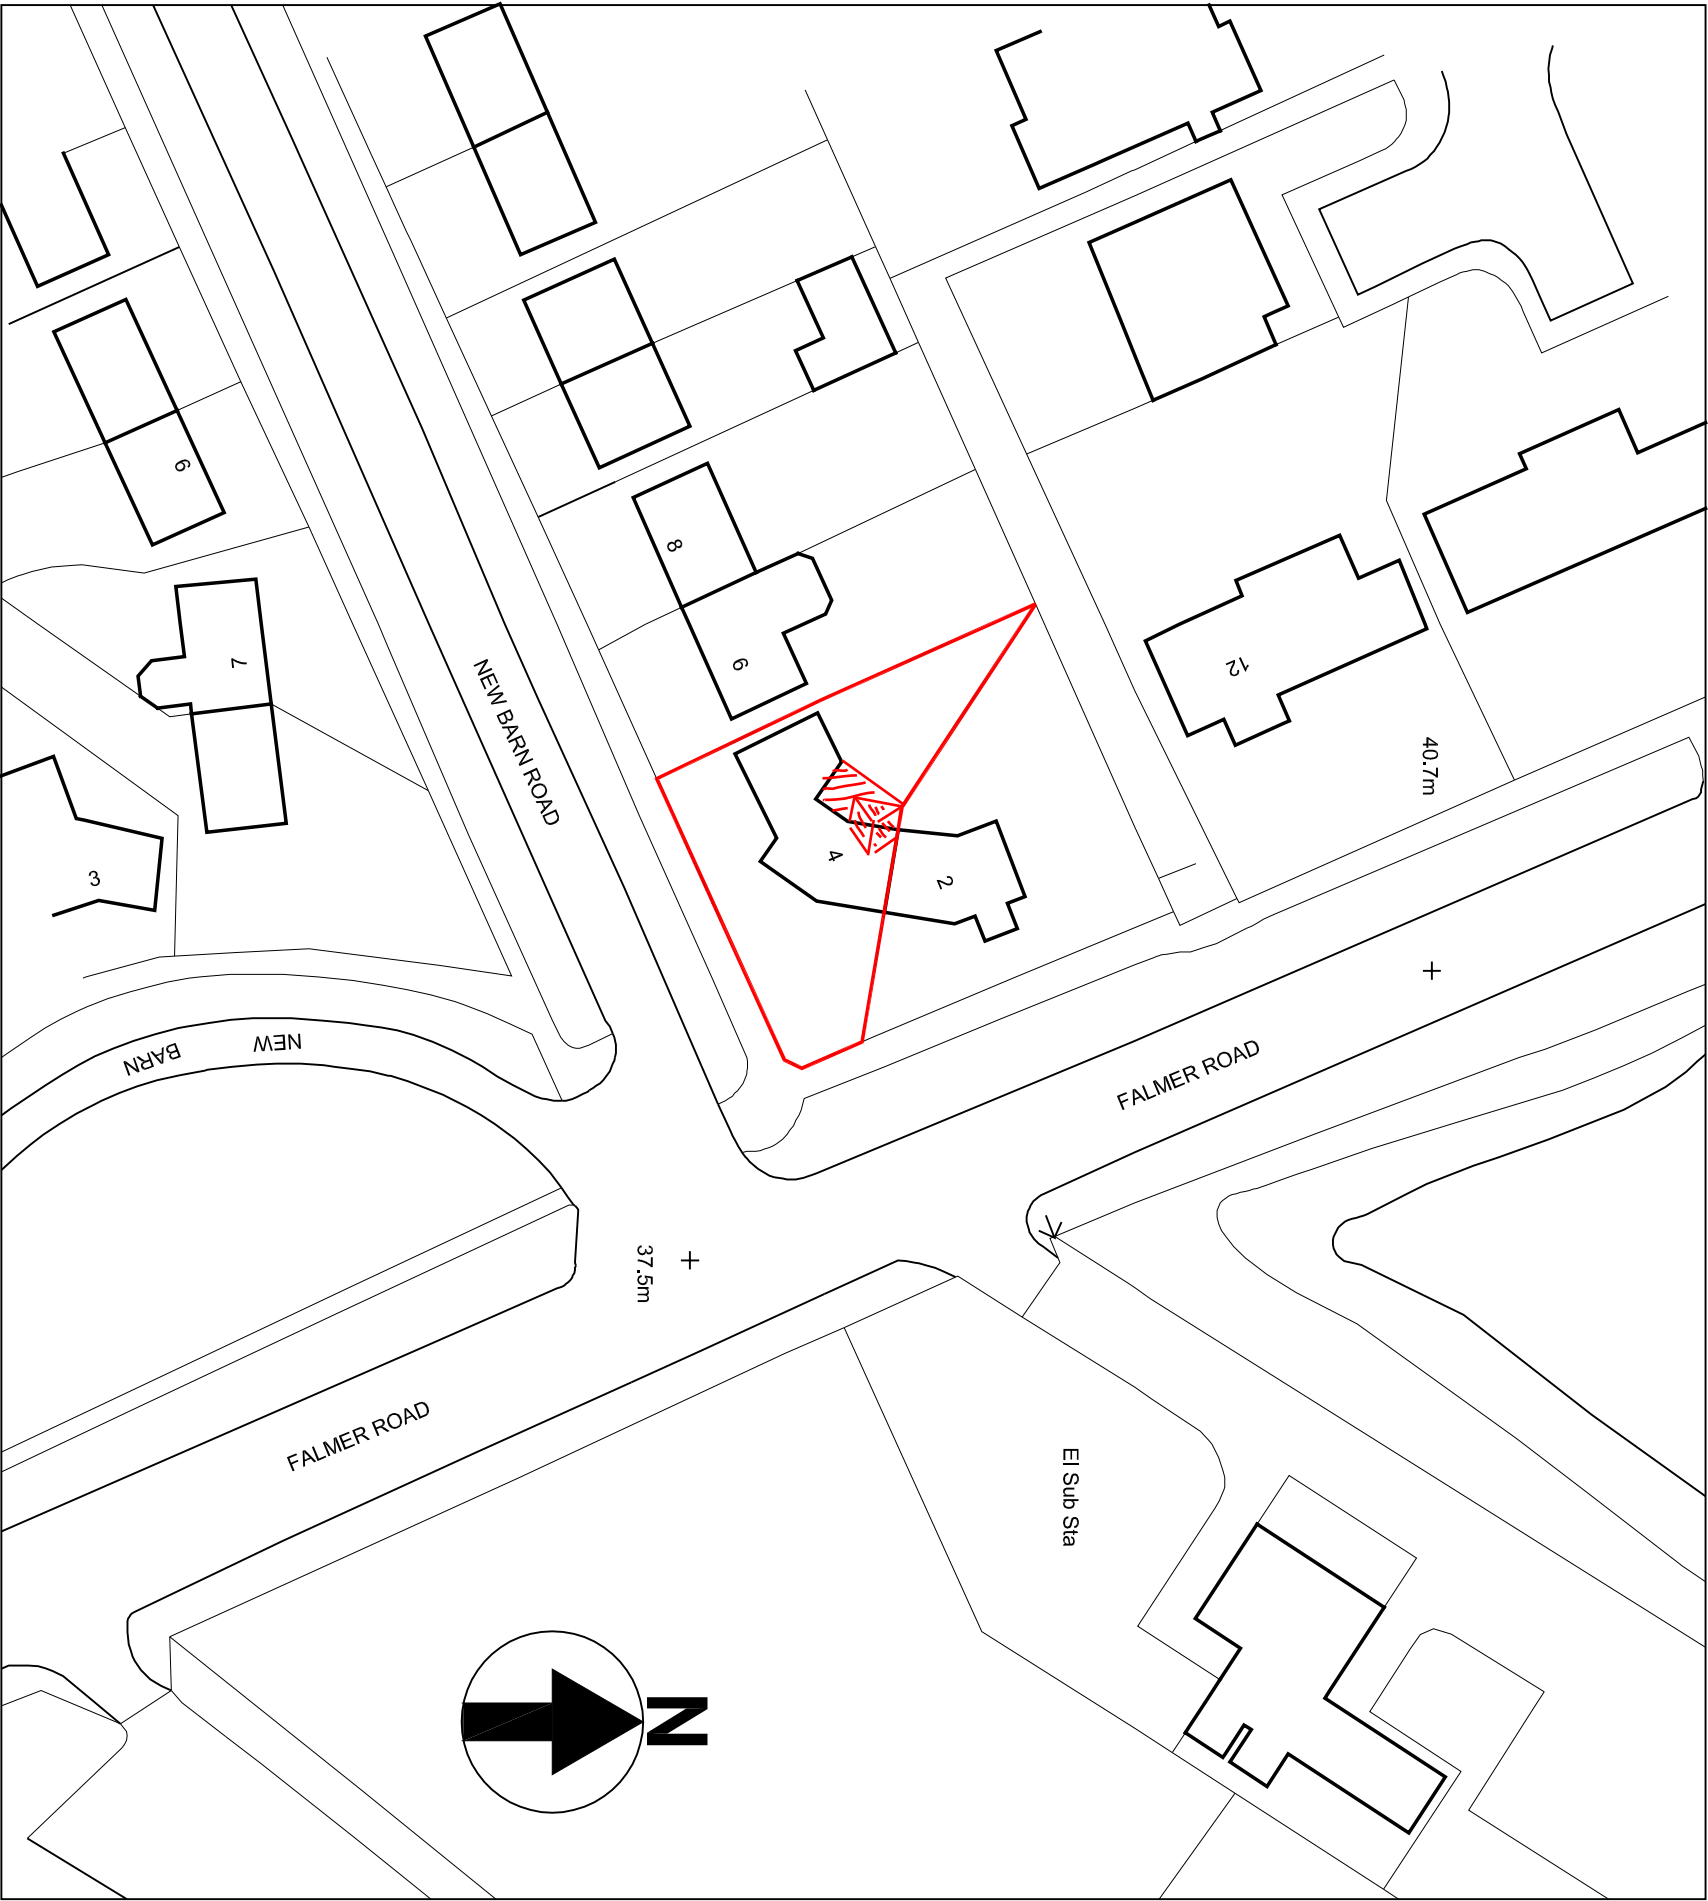 9
8
6
7
12
NEW BARN ROAD
40.7m
4
2
3
NEW
BARN
FALMER ROAD
37.5m
FALMER ROAD
El Sub Sta
N